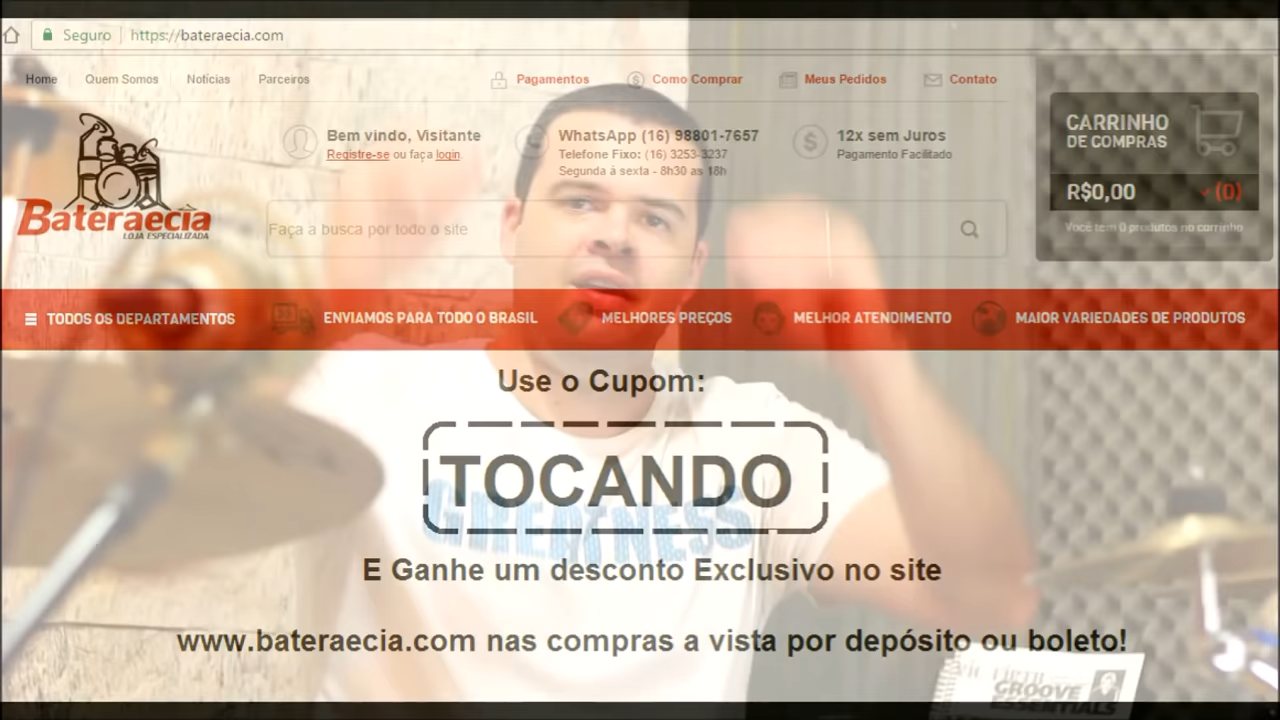 Seguro https://bateraecia.com
Home Quem Somos Notícias Parceiros Pagamentos Como Comprar Meus Pedidos Contato
Bem vindo, Visitante
Registre-se ou faça login.
WhatsApp (16) 98801-7657
Telefone Fixo: (16) 3253-3237
Segunda à sexta - 8h30 as 18h
12x sem Juros
Pagamento Facilitado
CARRINHO
DE COMPRAS
R$0,00 (0)
Você tem 0 produtos no carrinho
Bateraecia
LOJA ESPECIALIZADA
Faça a busca por todo o site
TODOS OS DEPARTAMENTOS ENVIAMOS PARA TODO O BRASIL MELHORES PREÇOS MELHOR ATENDIMENTO MAIOR VARIEDADES DE PRODUTOS
Use o Cupom:
TOCANDO
GREATNESS
E Ganhe um desconto Exclusivo no site
www.bateraecia.com nas compras a vista por depósito ou boleto!
VIC FIRTH
GROOVE
ESSENTIALS